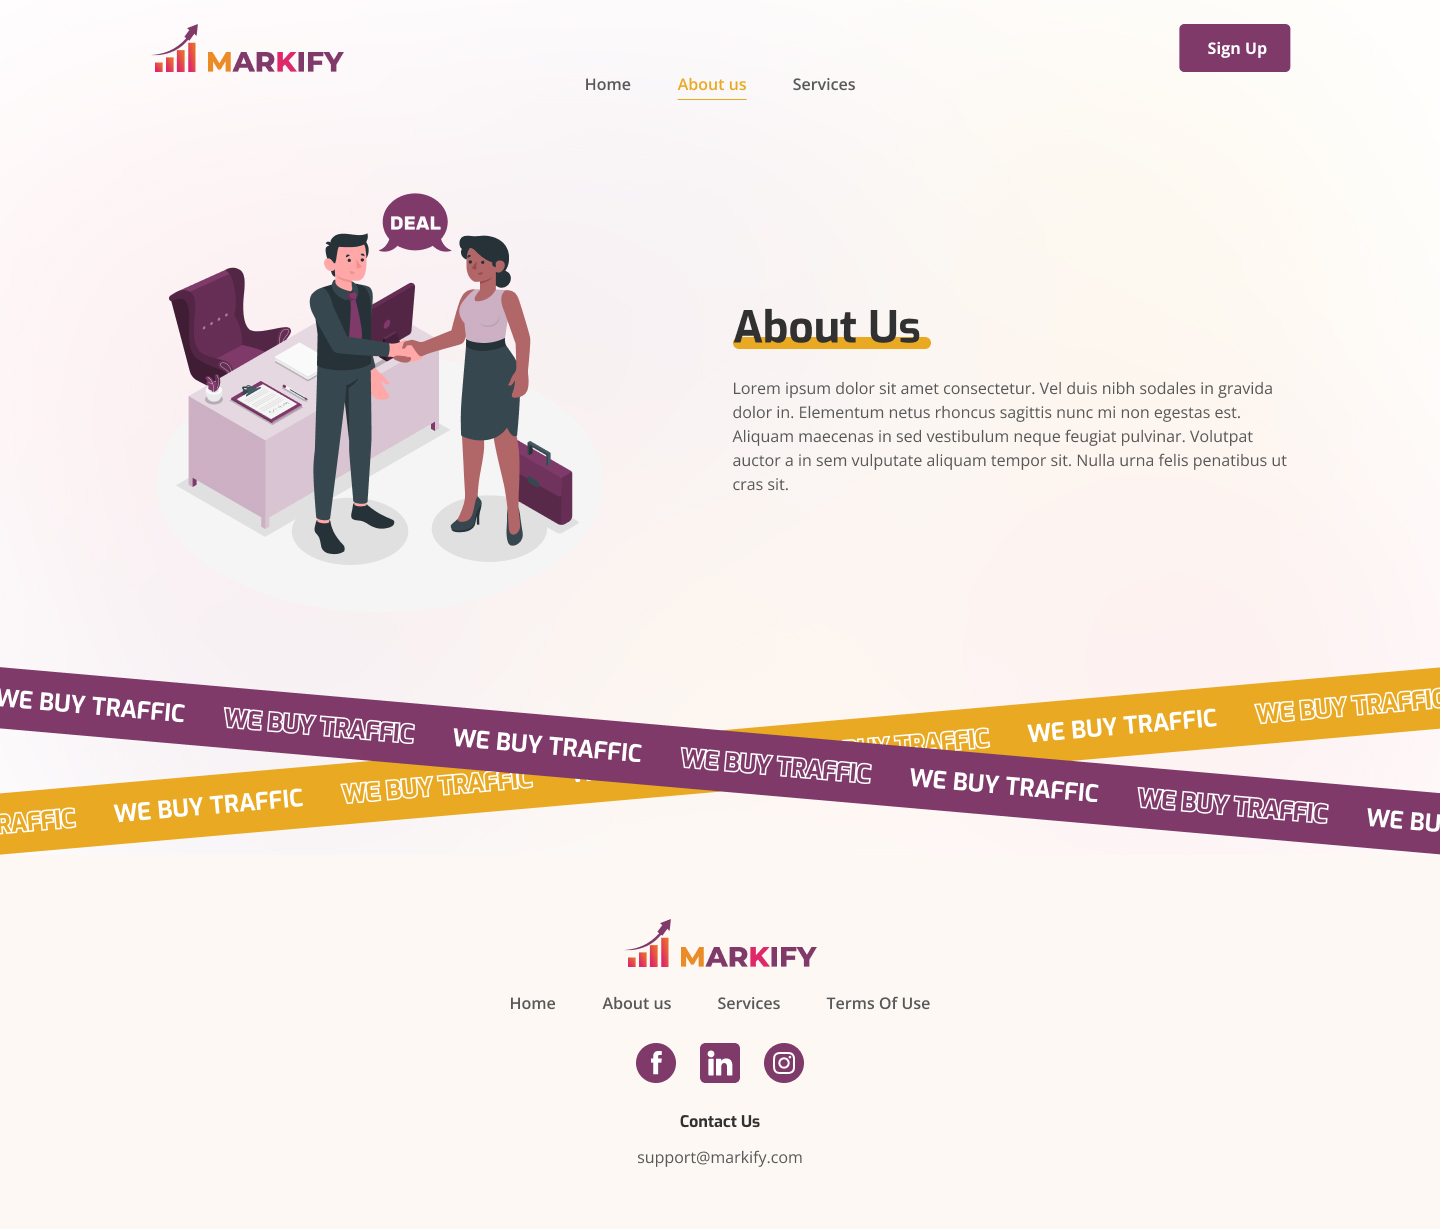 MARKIFY
Sign Up
Home About us Services
DEAL
About Us
Lorem ipsum dolor sit amet consectetur. Vel duis nibh sodales in gravida
dolor in. Elementum netus rhoncus sagittis nunc mi non egestas est.
Aliquam maecenas in sed vestibulum neque feugiat pulvinar. Volutpat
auctor a in sem vulputate aliquam tempor sit. Nulla urna felis penatibus ut
cras sit.
WE BUY TRAFFIC WE BUY TRAFFIC WE BUY TRAFFIC WE BUY TRAFFIC WE BUY TRAFFIC WE BUY TRAFFIC WE BU
RAFFIC WE BUY TRAFFIC WE BUY TRAFFIC BUY TRAFFIC WE BUY TRAFFIC WE BUY TRAFFIC
MARKIFY
Home About us Services Terms Of Use
f in
Contact Us
support@markify.com